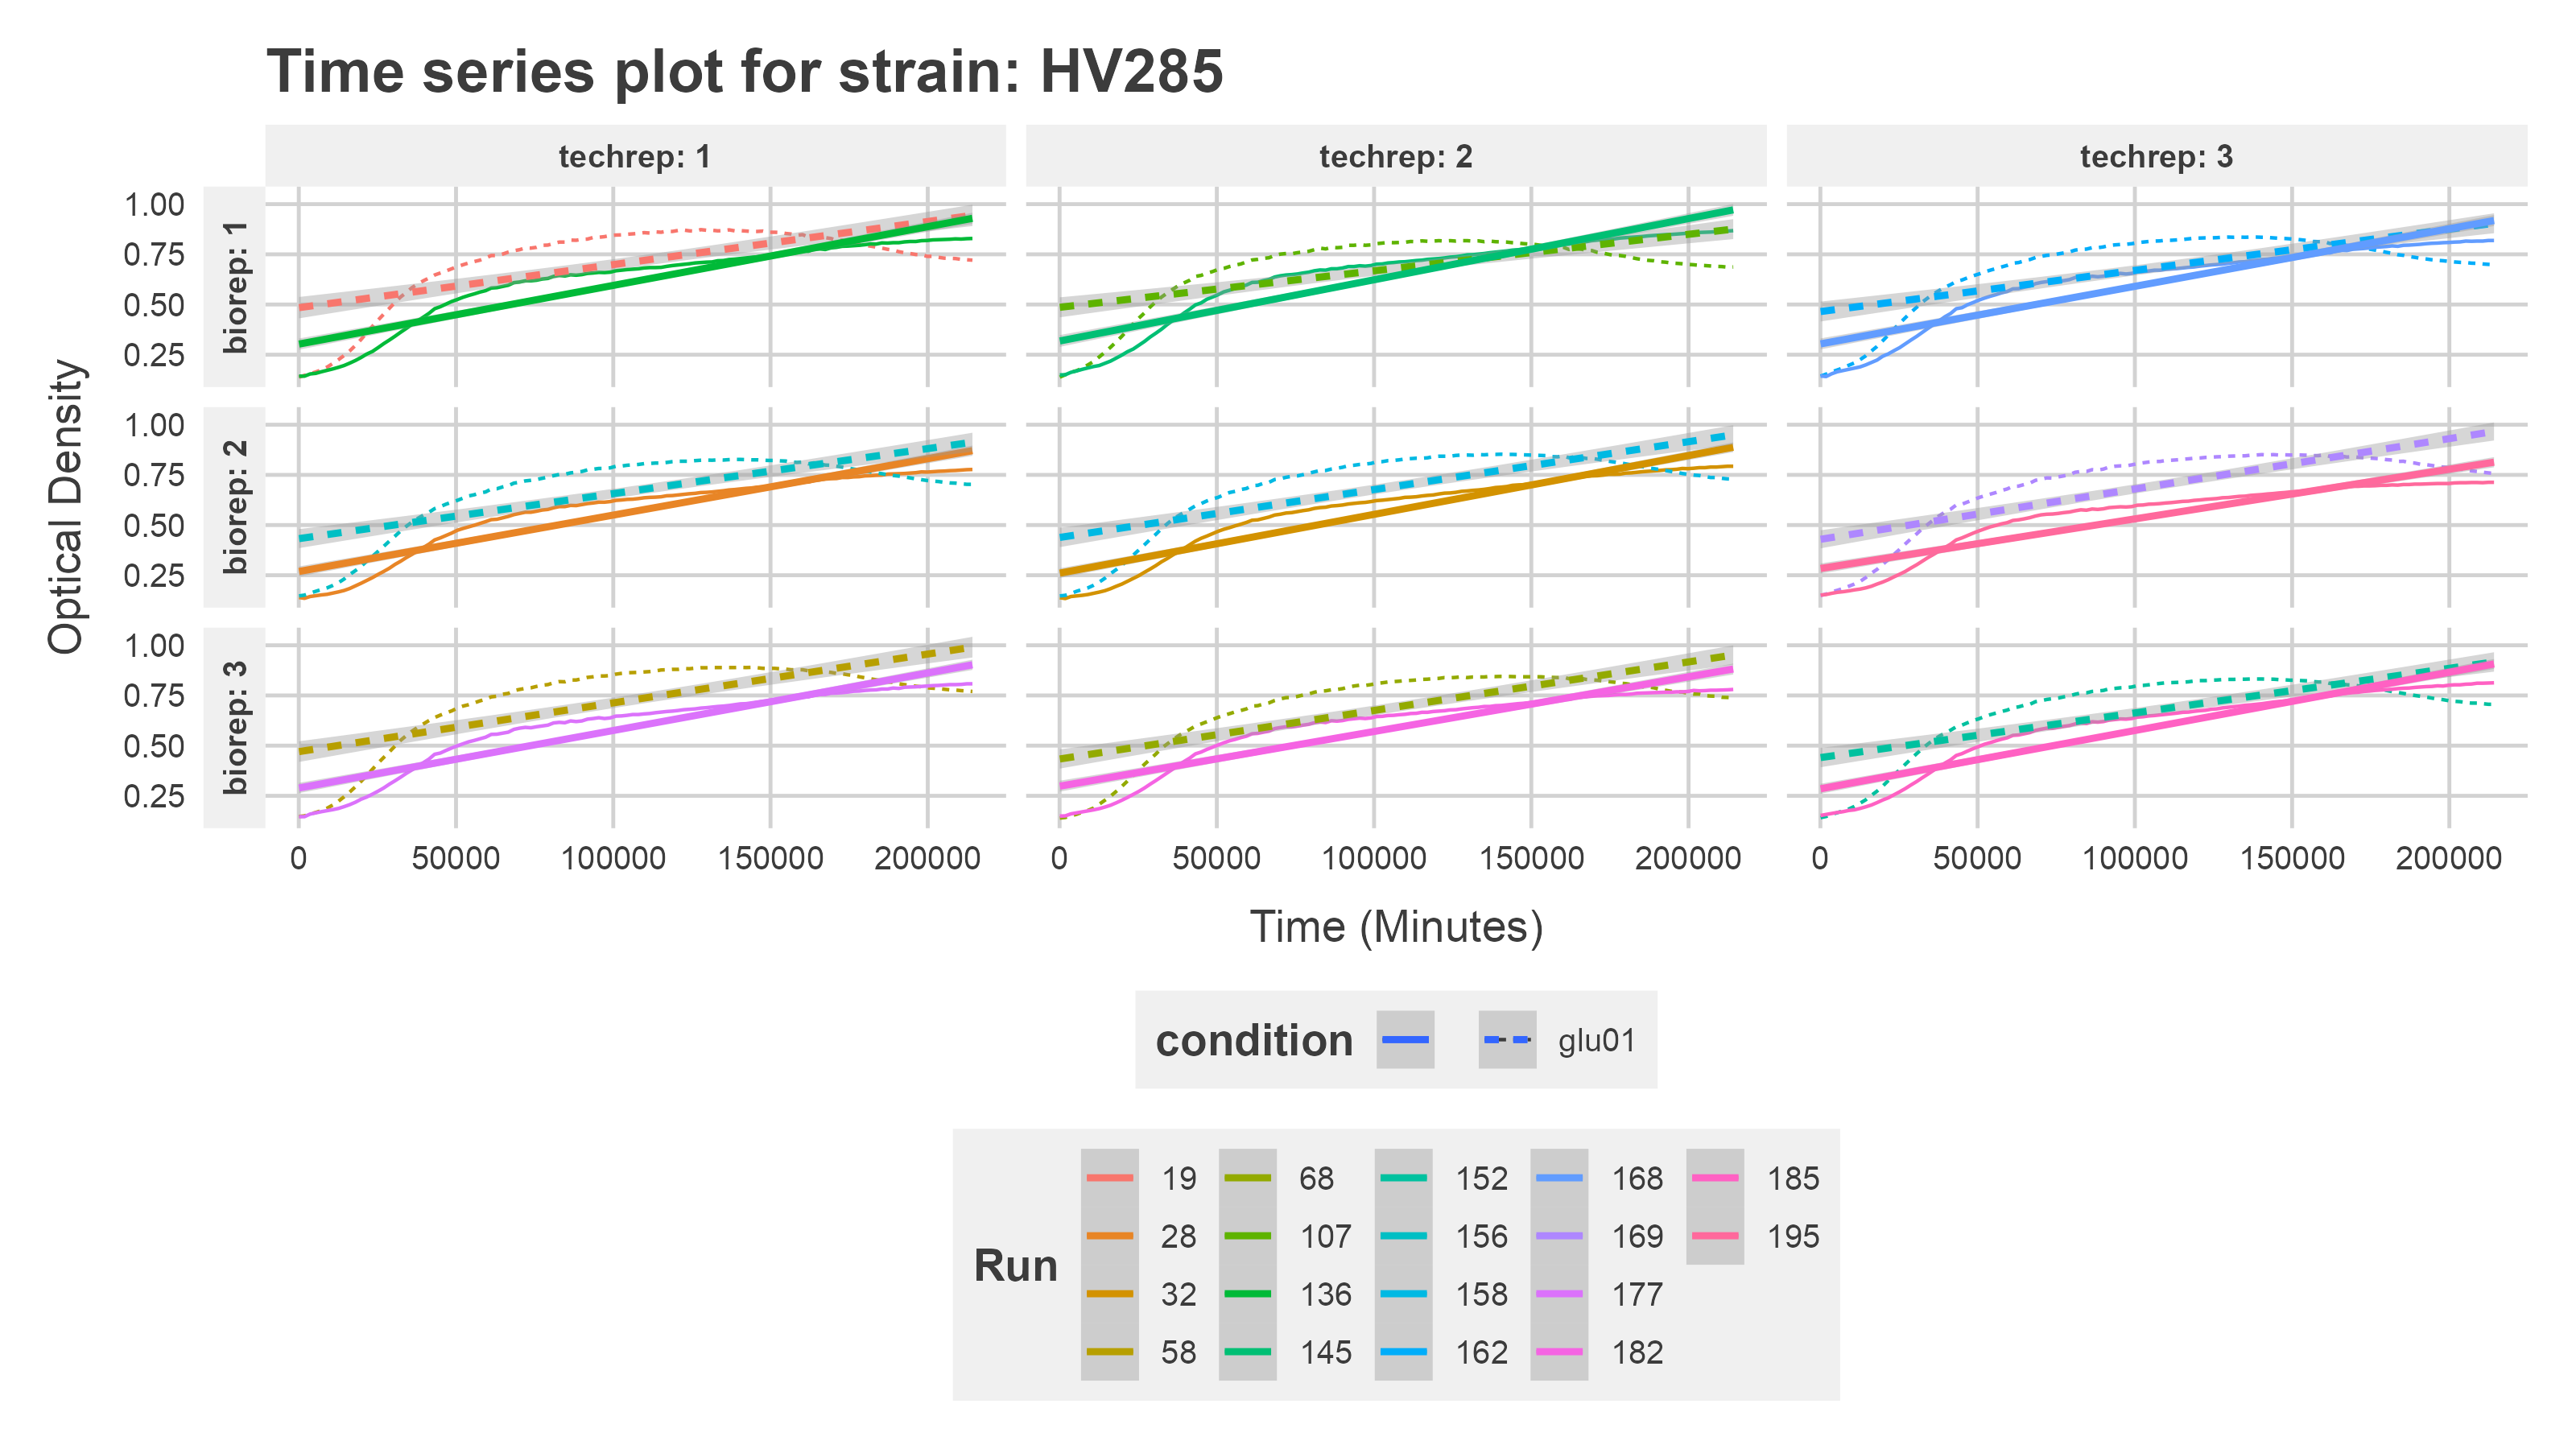 Time series plot for strain: HV285
techrep: 1
techrep: 2
techrep: 3
Optical Density
biorep: 1
1.00
0.75
0.50
0.25
biorep: 2
1.00
0.75
0.50
0.25
biorep: 3
1.00
0.75
0.50
0.25
0 50000 100000 150000 200000
0 50000 100000 150000 200000
0 50000 100000 150000 200000
Time (Minutes)
condition
glu01
Run
19 68 152 168 185
28 107 156 169 195
32 136 158 177
58 145 162 182